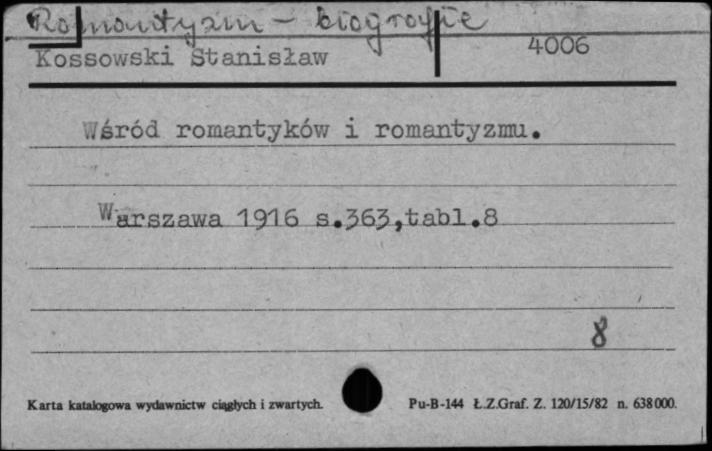 Romantyzm - biografie
Kossowski Stanisław 4006
Wśród romantyków i romantyzmu.
Warszawa 1916 s.363,tabl.8
8
Karta katalogowa wydawnictw ciągłych i zwartych. Pu-B-144 Ł.Z.Graf. Z. 120/15/82 n. 638000.